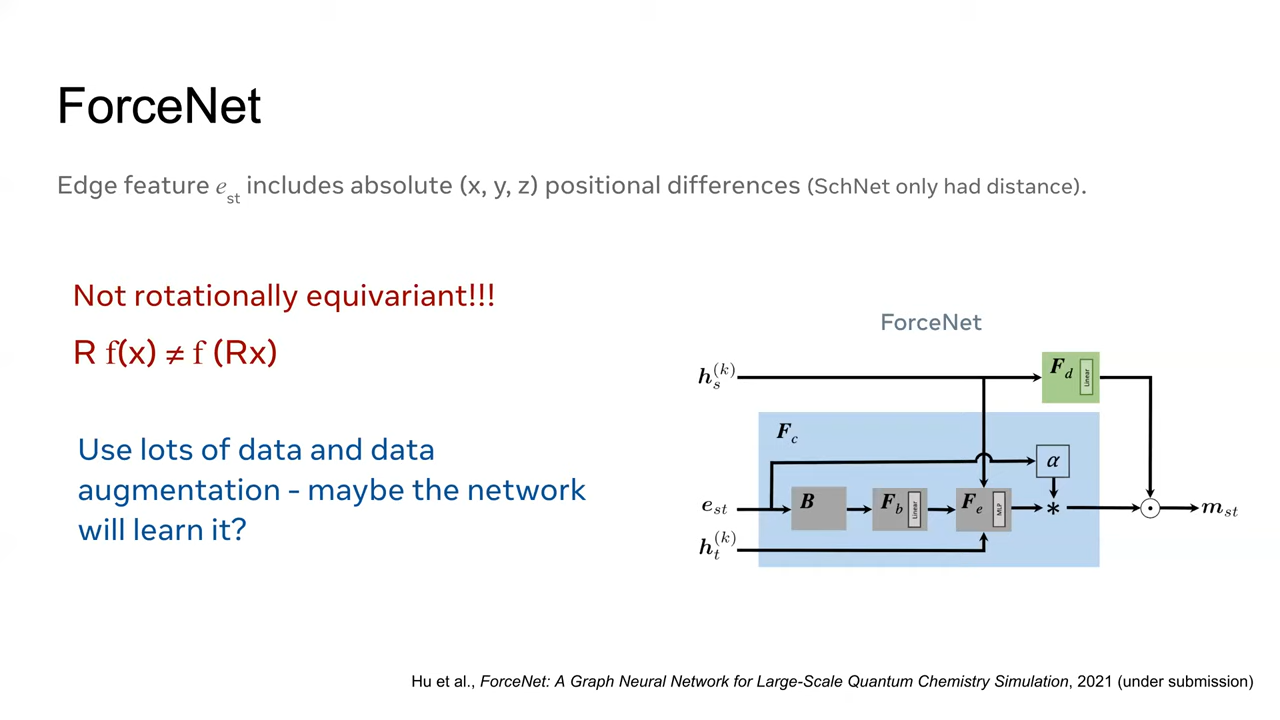 ForceNet
Edge feature e_st includes absolute (x, y, z) positional differences (SchNet only had distance).
Not rotationally equivariant!!!
R f(x) ≠ f (Rx)
Use lots of data and data
augmentation - maybe the network
will learn it?
ForceNet
h_s^(k)
F_d
Linear
F_c
α
e_st
B
F_b
Linear
F_e
MLP
*
m_st
h_t^(k)
Hu et al., ForceNet: A Graph Neural Network for Large-Scale Quantum Chemistry Simulation, 2021 (under submission)